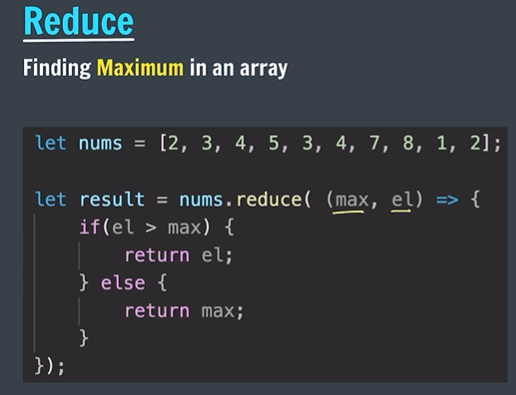 Reduce
Finding Maximum in an array
let nums = [2, 3, 4, 5, 3, 4, 7, 8, 1, 2];
let result = nums.reduce( (max, el) => {
if(el > max) {
return el;
} else {
return max;
}
});